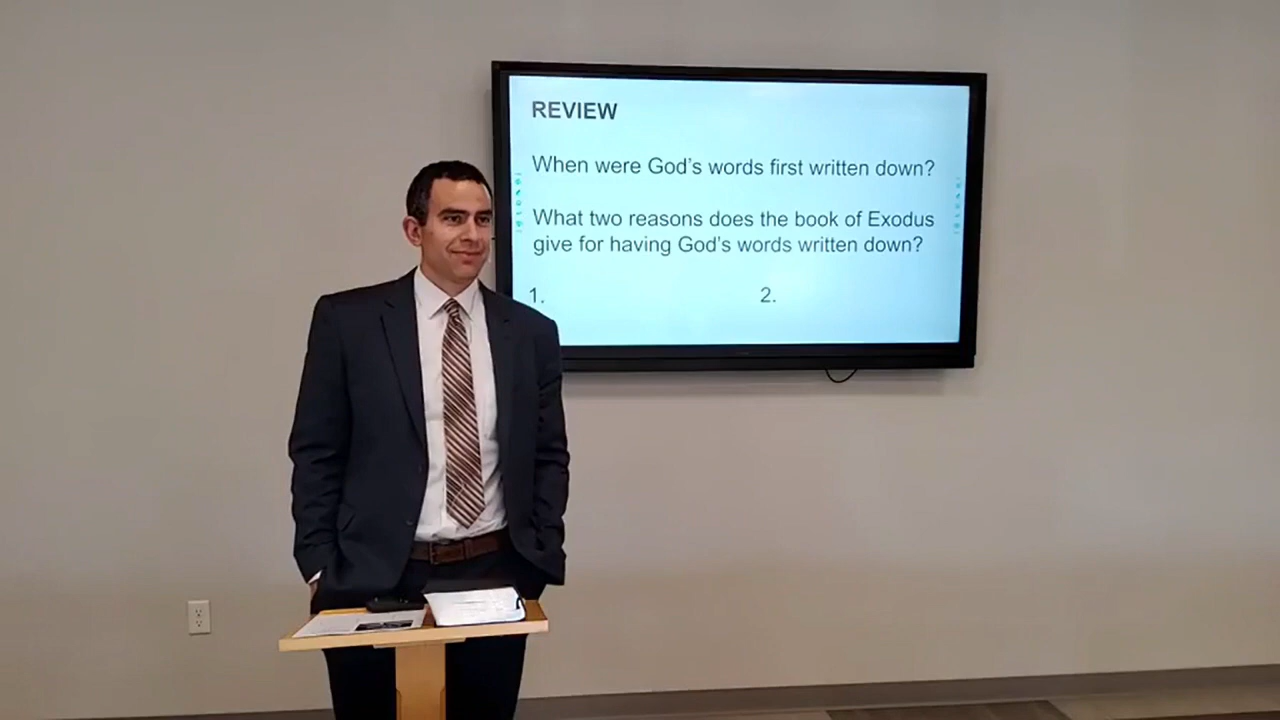 REVIEW
When were God's words first written down?
What two reasons does the book of Exodus
give for having God's words written down?
1. 2.